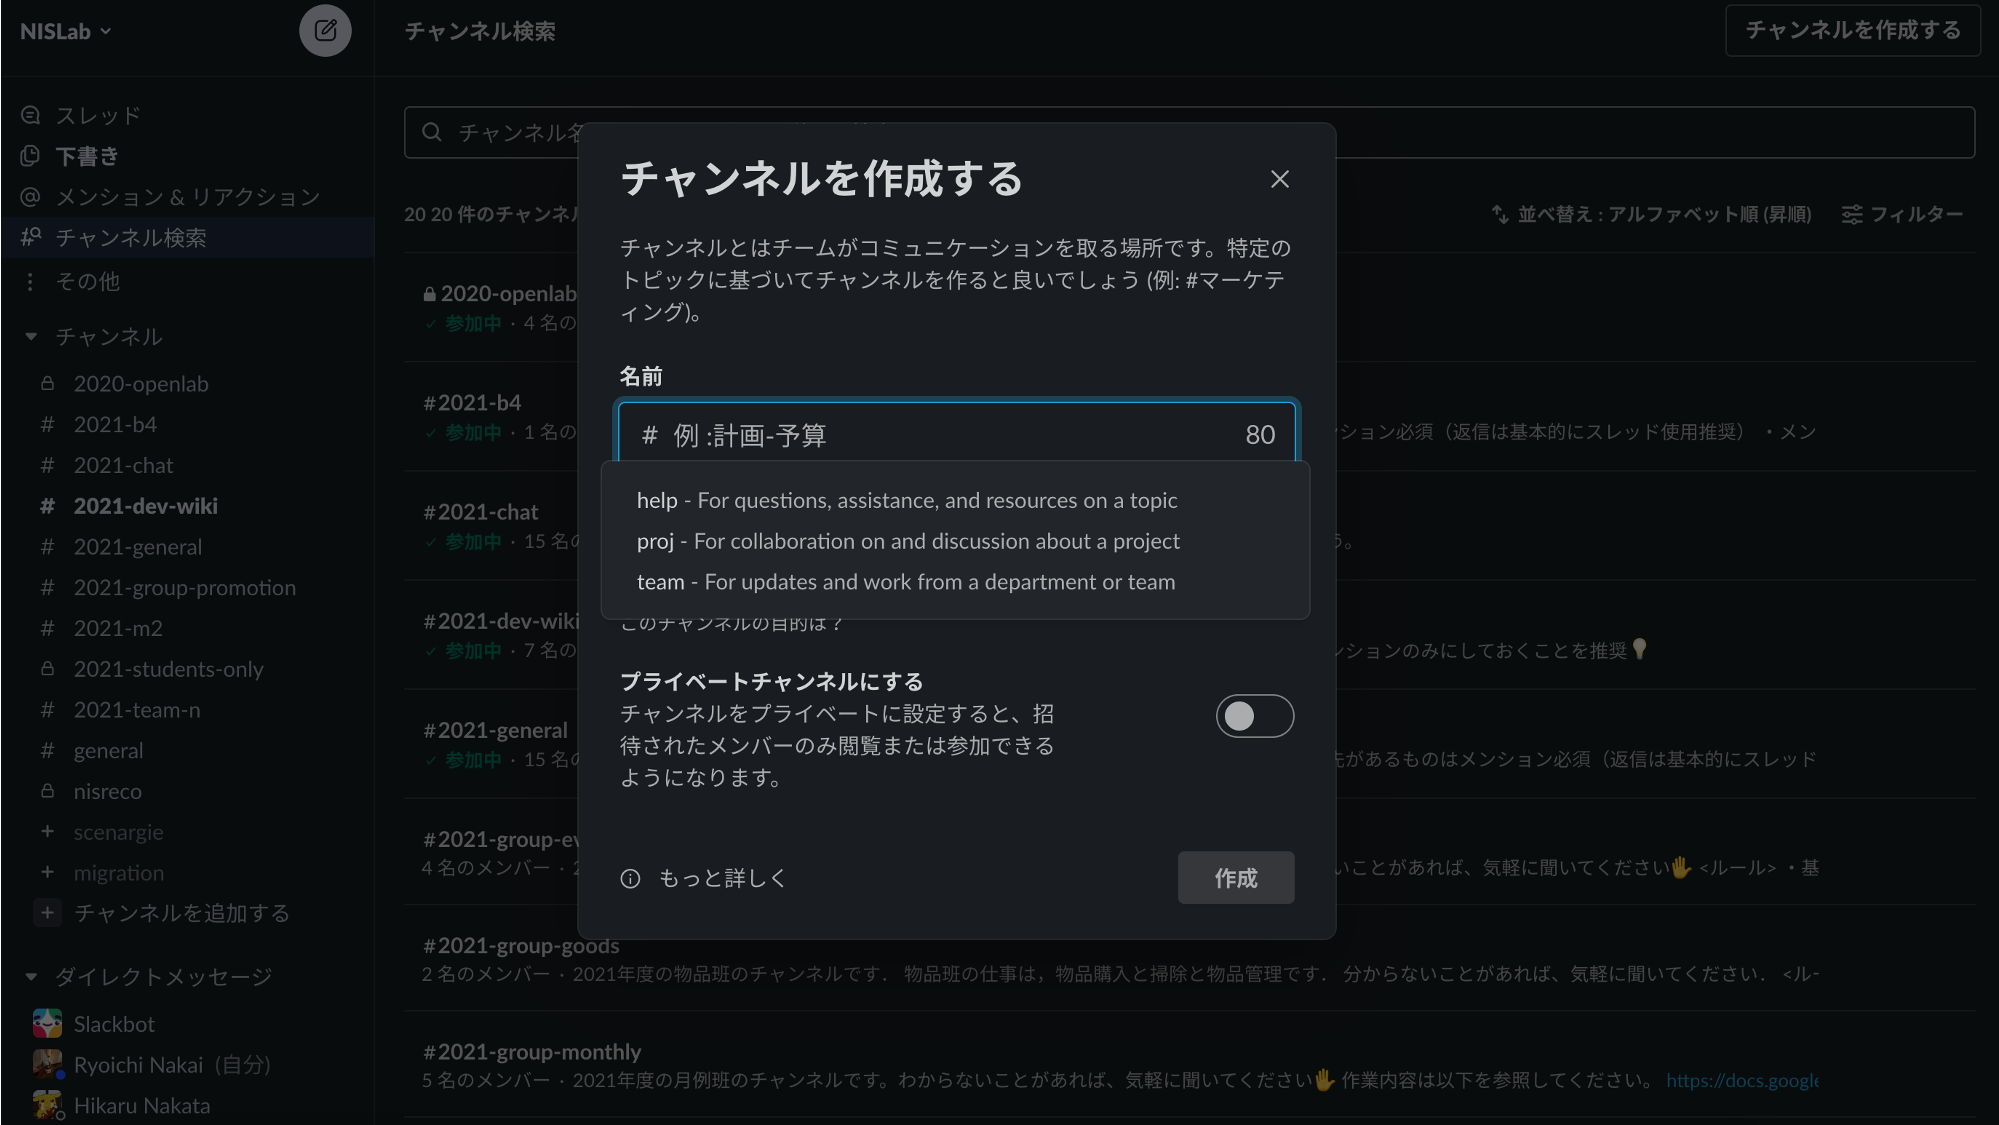 NISLab
チャンネル検索
チャンネルを作成する
スレッド
下書き
メンション & リアクション
チャンネル検索
その他
チャンネル
2020-openlab
# 2021-b4
# 2021-chat
# 2021-dev-wiki
# 2021-general
# 2021-group-promotion
# 2021-m2
2021-students-only
# 2021-team-n
# general
nisreco
+ scenargie
+ migration
+ チャンネルを追加する
ダイレクトメッセージ
Slackbot
Ryoichi Nakai (自分)
Hikaru Nakata
チャンネル名
20 20 件のチャンネル
並べ替え : アルファベット順 (昇順)
フィルター
2020-openlab
✓ 参加中 · 4 名の
#2021-b4
✓ 参加中 · 1 名の
ション必須（返信は基本的にスレッド使用推奨） ・メン
#2021-chat
✓ 参加中 · 15 名
う。
#2021-dev-wiki
✓ 参加中 · 7 名の
ンションのみにしておくことを推奨💡
#2021-general
✓ 参加中 · 15 名
先があるものはメンション必須（返信は基本的にスレッド
#2021-group-ev
4 名のメンバー · 2
いことがあれば、気軽に聞いてください✋ <ルール> ・基
#2021-group-goods
2 名のメンバー · 2021年度の物品班のチャンネルです． 物品班の仕事は，物品購入と掃除と物品管理です． 分からないことがあれば、気軽に聞いてください． <ルー
#2021-group-monthly
5 名のメンバー · 2021年度の月例班のチャンネルです。わからないことがあれば、気軽に聞いてください✋ 作業内容は以下を参照してください。 https://docs.google
チャンネルを作成する
チャンネルとはチームがコミュニケーションを取る場所です。特定の
トピックに基づいてチャンネルを作ると良いでしょう (例: #マーケテ
ィング)。
名前
# 例 :計画-予算 80
help - For questions, assistance, and resources on a topic
proj - For collaboration on and discussion about a project
team - For updates and work from a department or team
このチャンネルの目的は？
プライベートチャンネルにする
チャンネルをプライベートに設定すると、招
待されたメンバーのみ閲覧または参加できる
ようになります。
もっと詳しく
作成